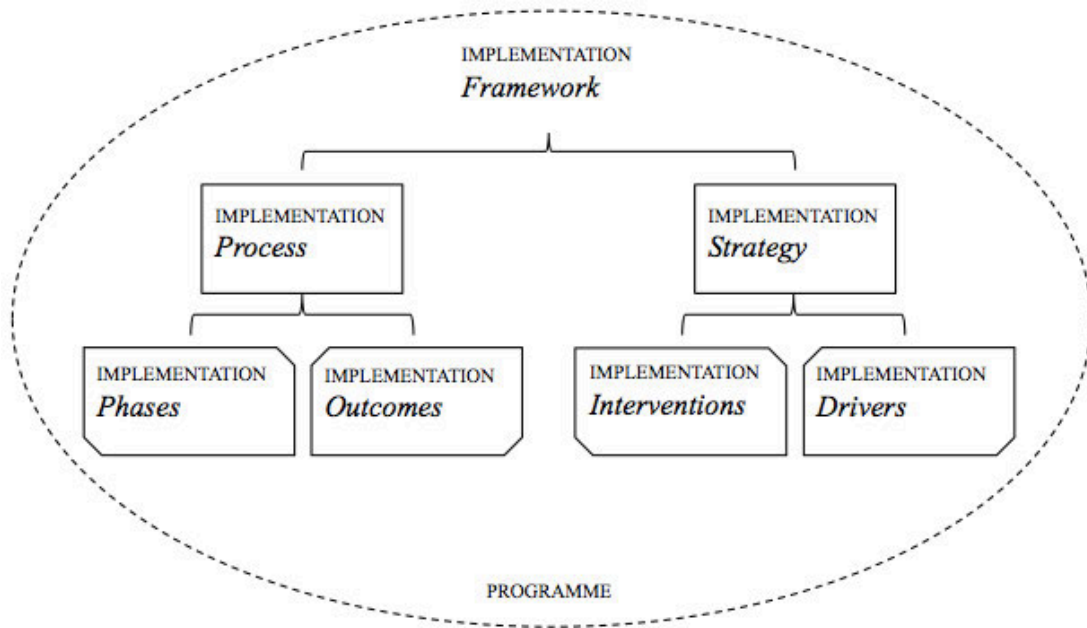 IMPLEMENTATION
Framework
IMPLEMENTATION
Process
IMPLEMENTATION
Strategy
IMPLEMENTATION
Phases
IMPLEMENTATION
Outcomes
IMPLEMENTATION
Interventions
IMPLEMENTATION
Drivers
PROGRAMME